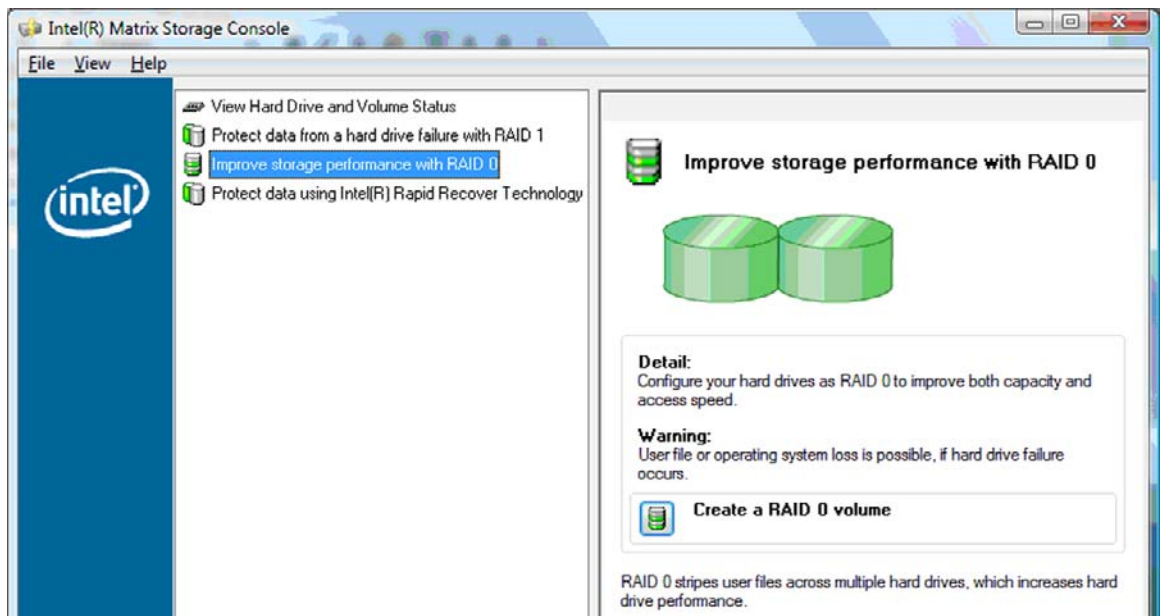 Intel(R) Matrix Storage Console
File View Help
intel
View Hard Drive and Volume Status
Protect data from a hard drive failure with RAID 1
Improve storage performance with RAID 0
Protect data using Intel(R) Rapid Recover Technology
Improve storage performance with RAID 0
Detail:
Configure your hard drives as RAID 0 to improve both capacity and
access speed.
Warning:
User file or operating system loss is possible, if hard drive failure
occurs.
Create a RAID 0 volume
RAID 0 stripes user files across multiple hard drives, which increases hard
drive performance.